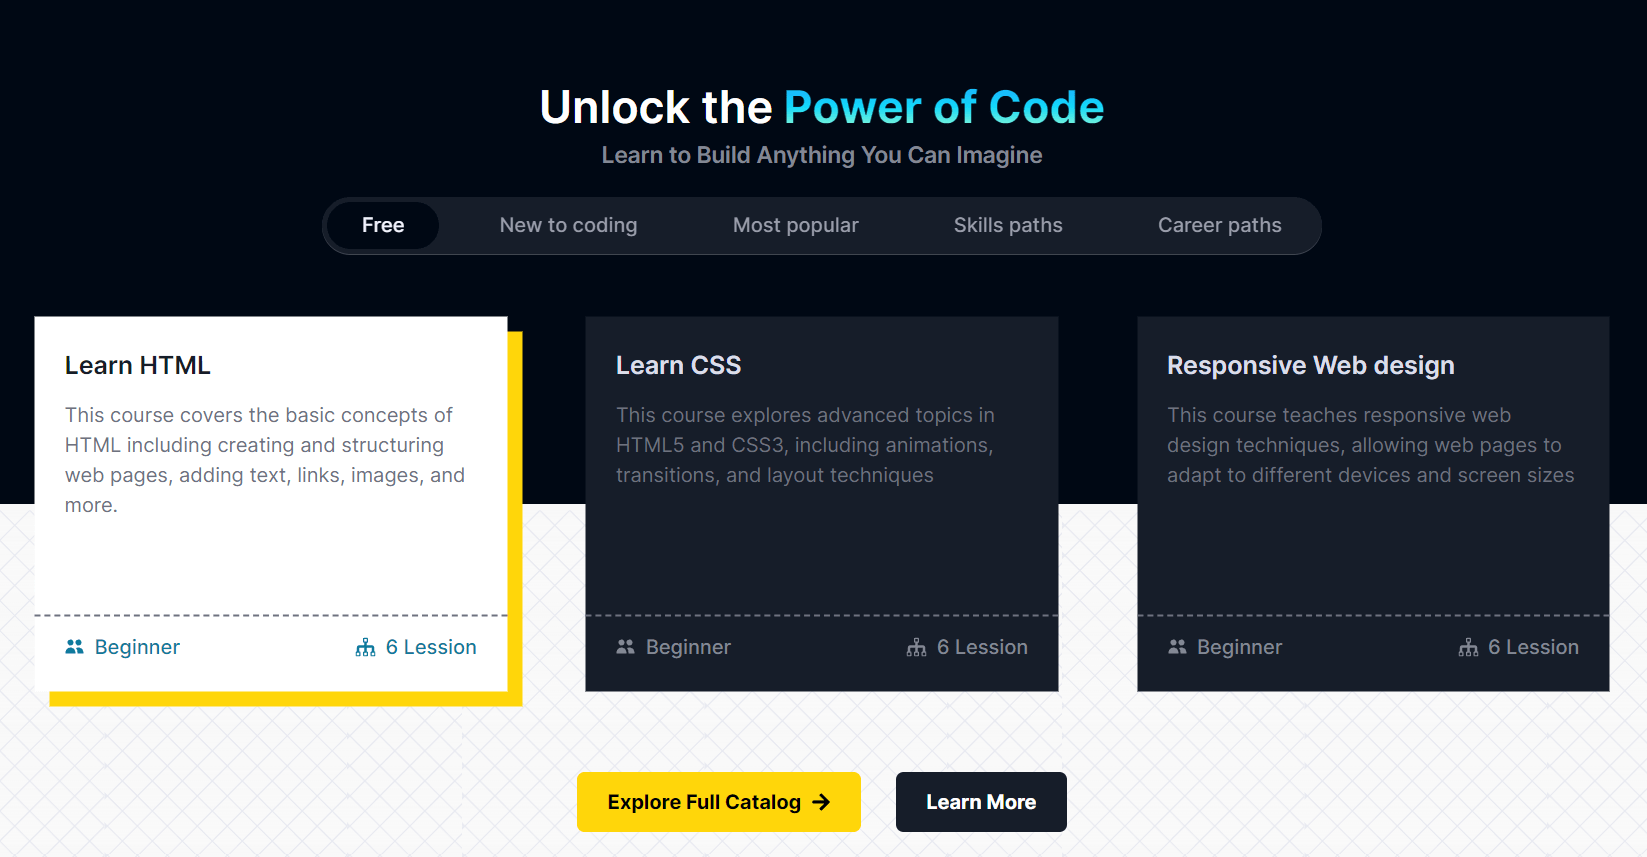 Unlock the Power of Code
Learn to Build Anything You Can Imagine
Free
New to coding
Most popular
Skills paths
Career paths
Learn HTML
This course covers the basic concepts of
HTML including creating and structuring
web pages, adding text, links, images, and
more.
Beginner
6 Lession
Learn CSS
This course explores advanced topics in
HTML5 and CSS3, including animations,
transitions, and layout techniques
Beginner
6 Lession
Responsive Web design
This course teaches responsive web
design techniques, allowing web pages to
adapt to different devices and screen sizes
Beginner
6 Lession
Explore Full Catalog
Learn More